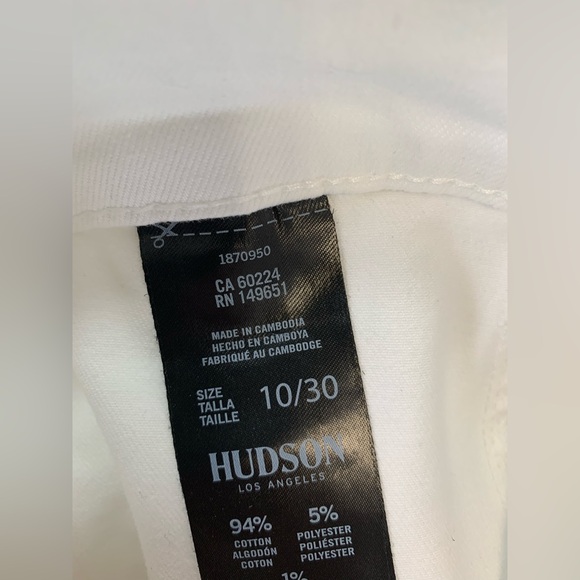 1870950
CA 60224
RN 149651
MADE IN CAMBODIA
HECHO EN CAMBOYA
FABRIQUÉ AU CAMBODGE
SIZE
TALLA
TAILLE
10/30
HUDSON
LOS ANGELES
94%
COTTON
ALGODÓN
COTON
5%
POLYESTER
POLIÉSTER
POLYESTER
1%